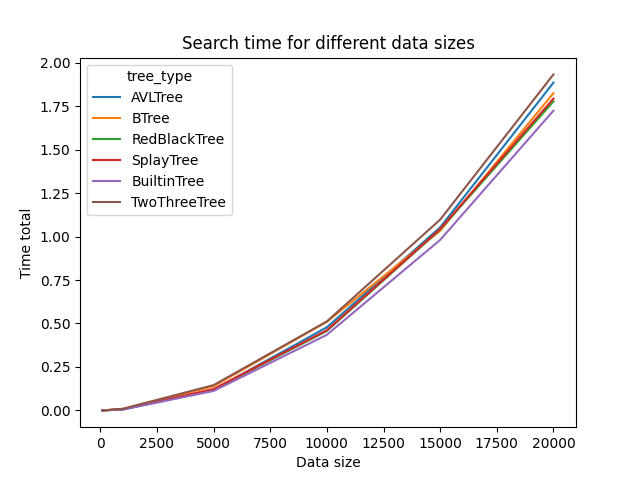 Search time for different data sizes
tree_type
AVLTree
BTree
RedBlackTree
SplayTree
BuiltinTree
TwoThreeTree
Time total
2.00
1.75
1.50
1.25
1.00
0.75
0.50
0.25
0.00
0 2500 5000 7500 10000 12500 15000 17500 20000
Data size